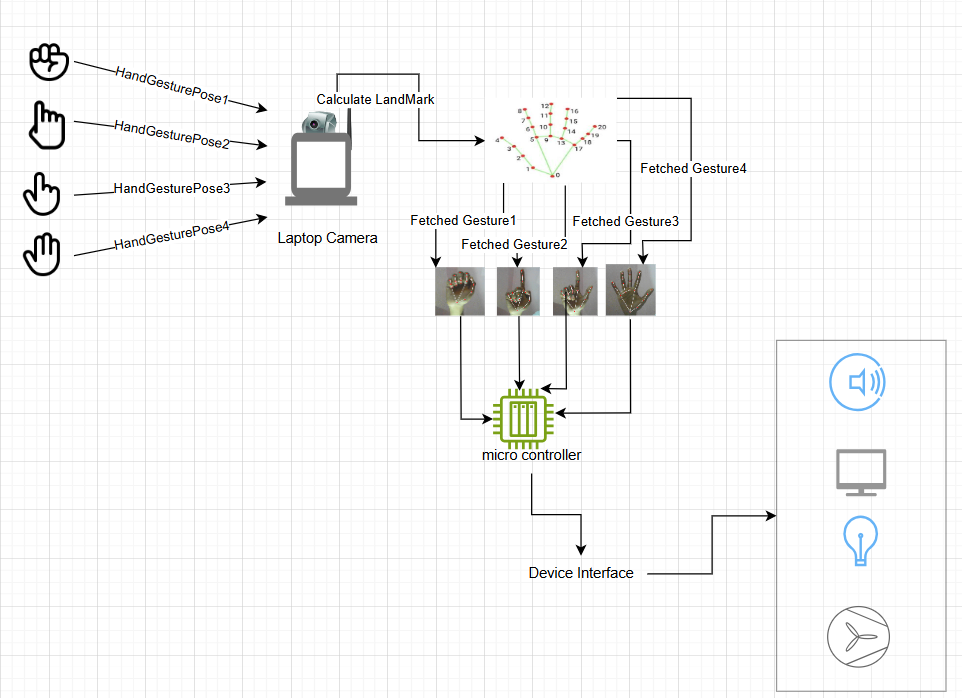 HandGesturePose1
HandGesturePose2
HandGesturePose3
HandGesturePose4
Laptop Camera
Calculate LandMark
0
1
2
3
4
5
6
7
8
9
10
11
12
13
14
15
16
17
18
19
20
Fetched Gesture1
Fetched Gesture2
Fetched Gesture3
Fetched Gesture4
micro controller
Device Interface